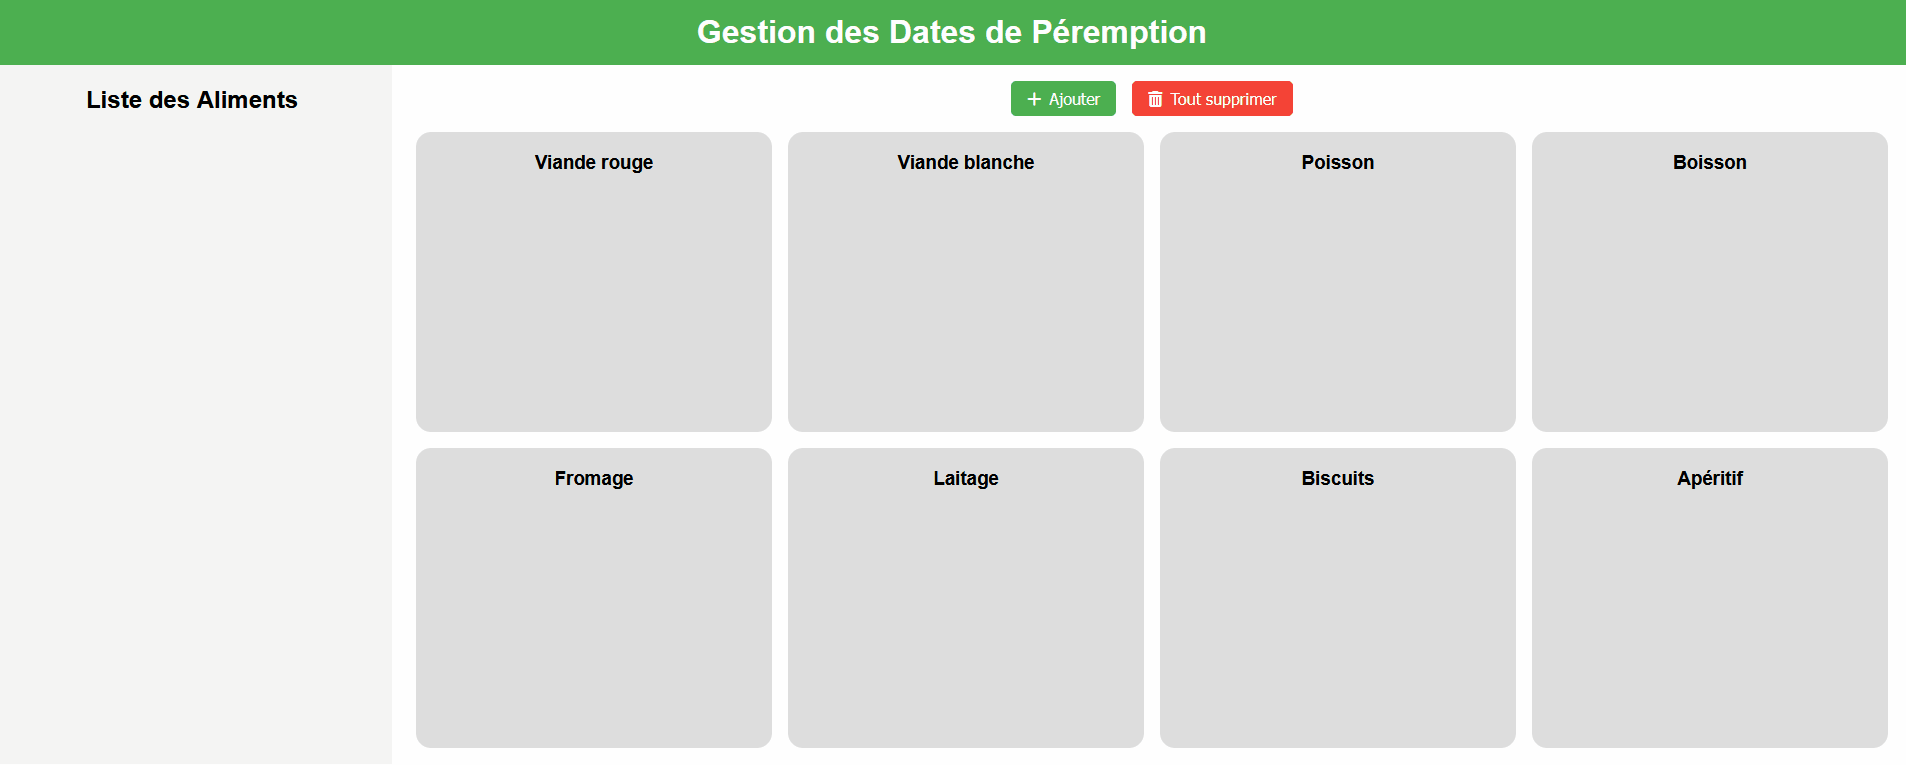 Gestion des Dates de Péremption
Liste des Aliments
Ajouter
Tout supprimer
Viande rouge
Viande blanche
Poisson
Boisson
Fromage
Laitage
Biscuits
Apéritif